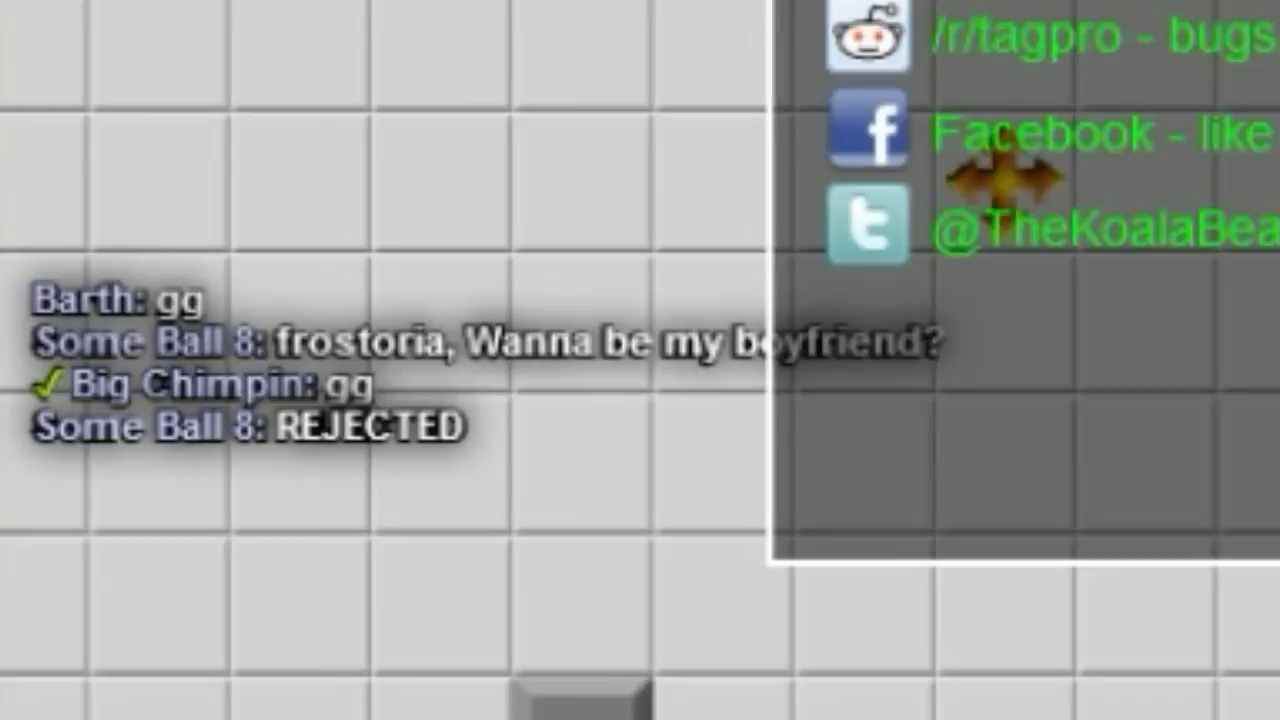 /r/tagpro - bugs
Facebook - like
@TheKoalaBea
Barth: gg
Some Ball 8: frostoria, Wanna be my boyfriend?
Big Chimpin: gg
Some Ball 8: REJECTED